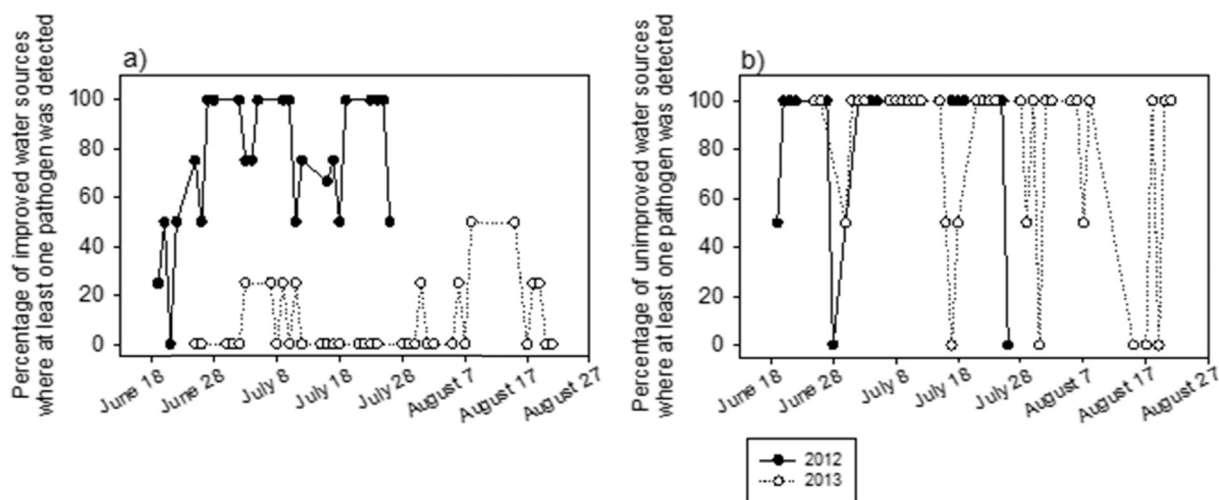 Percentage of improved water sources
where at least one pathogen was detected
a)
100
80
60
40
20
0
June 18
June 28
July 8
July 18
July 28
August 7
August 17
August 27
Percentage of unimproved water sources
where at least one pathogen was detected
b)
100
80
60
40
20
0
June 18
June 28
July 8
July 18
July 28
August 7
August 17
August 27
2012
2013